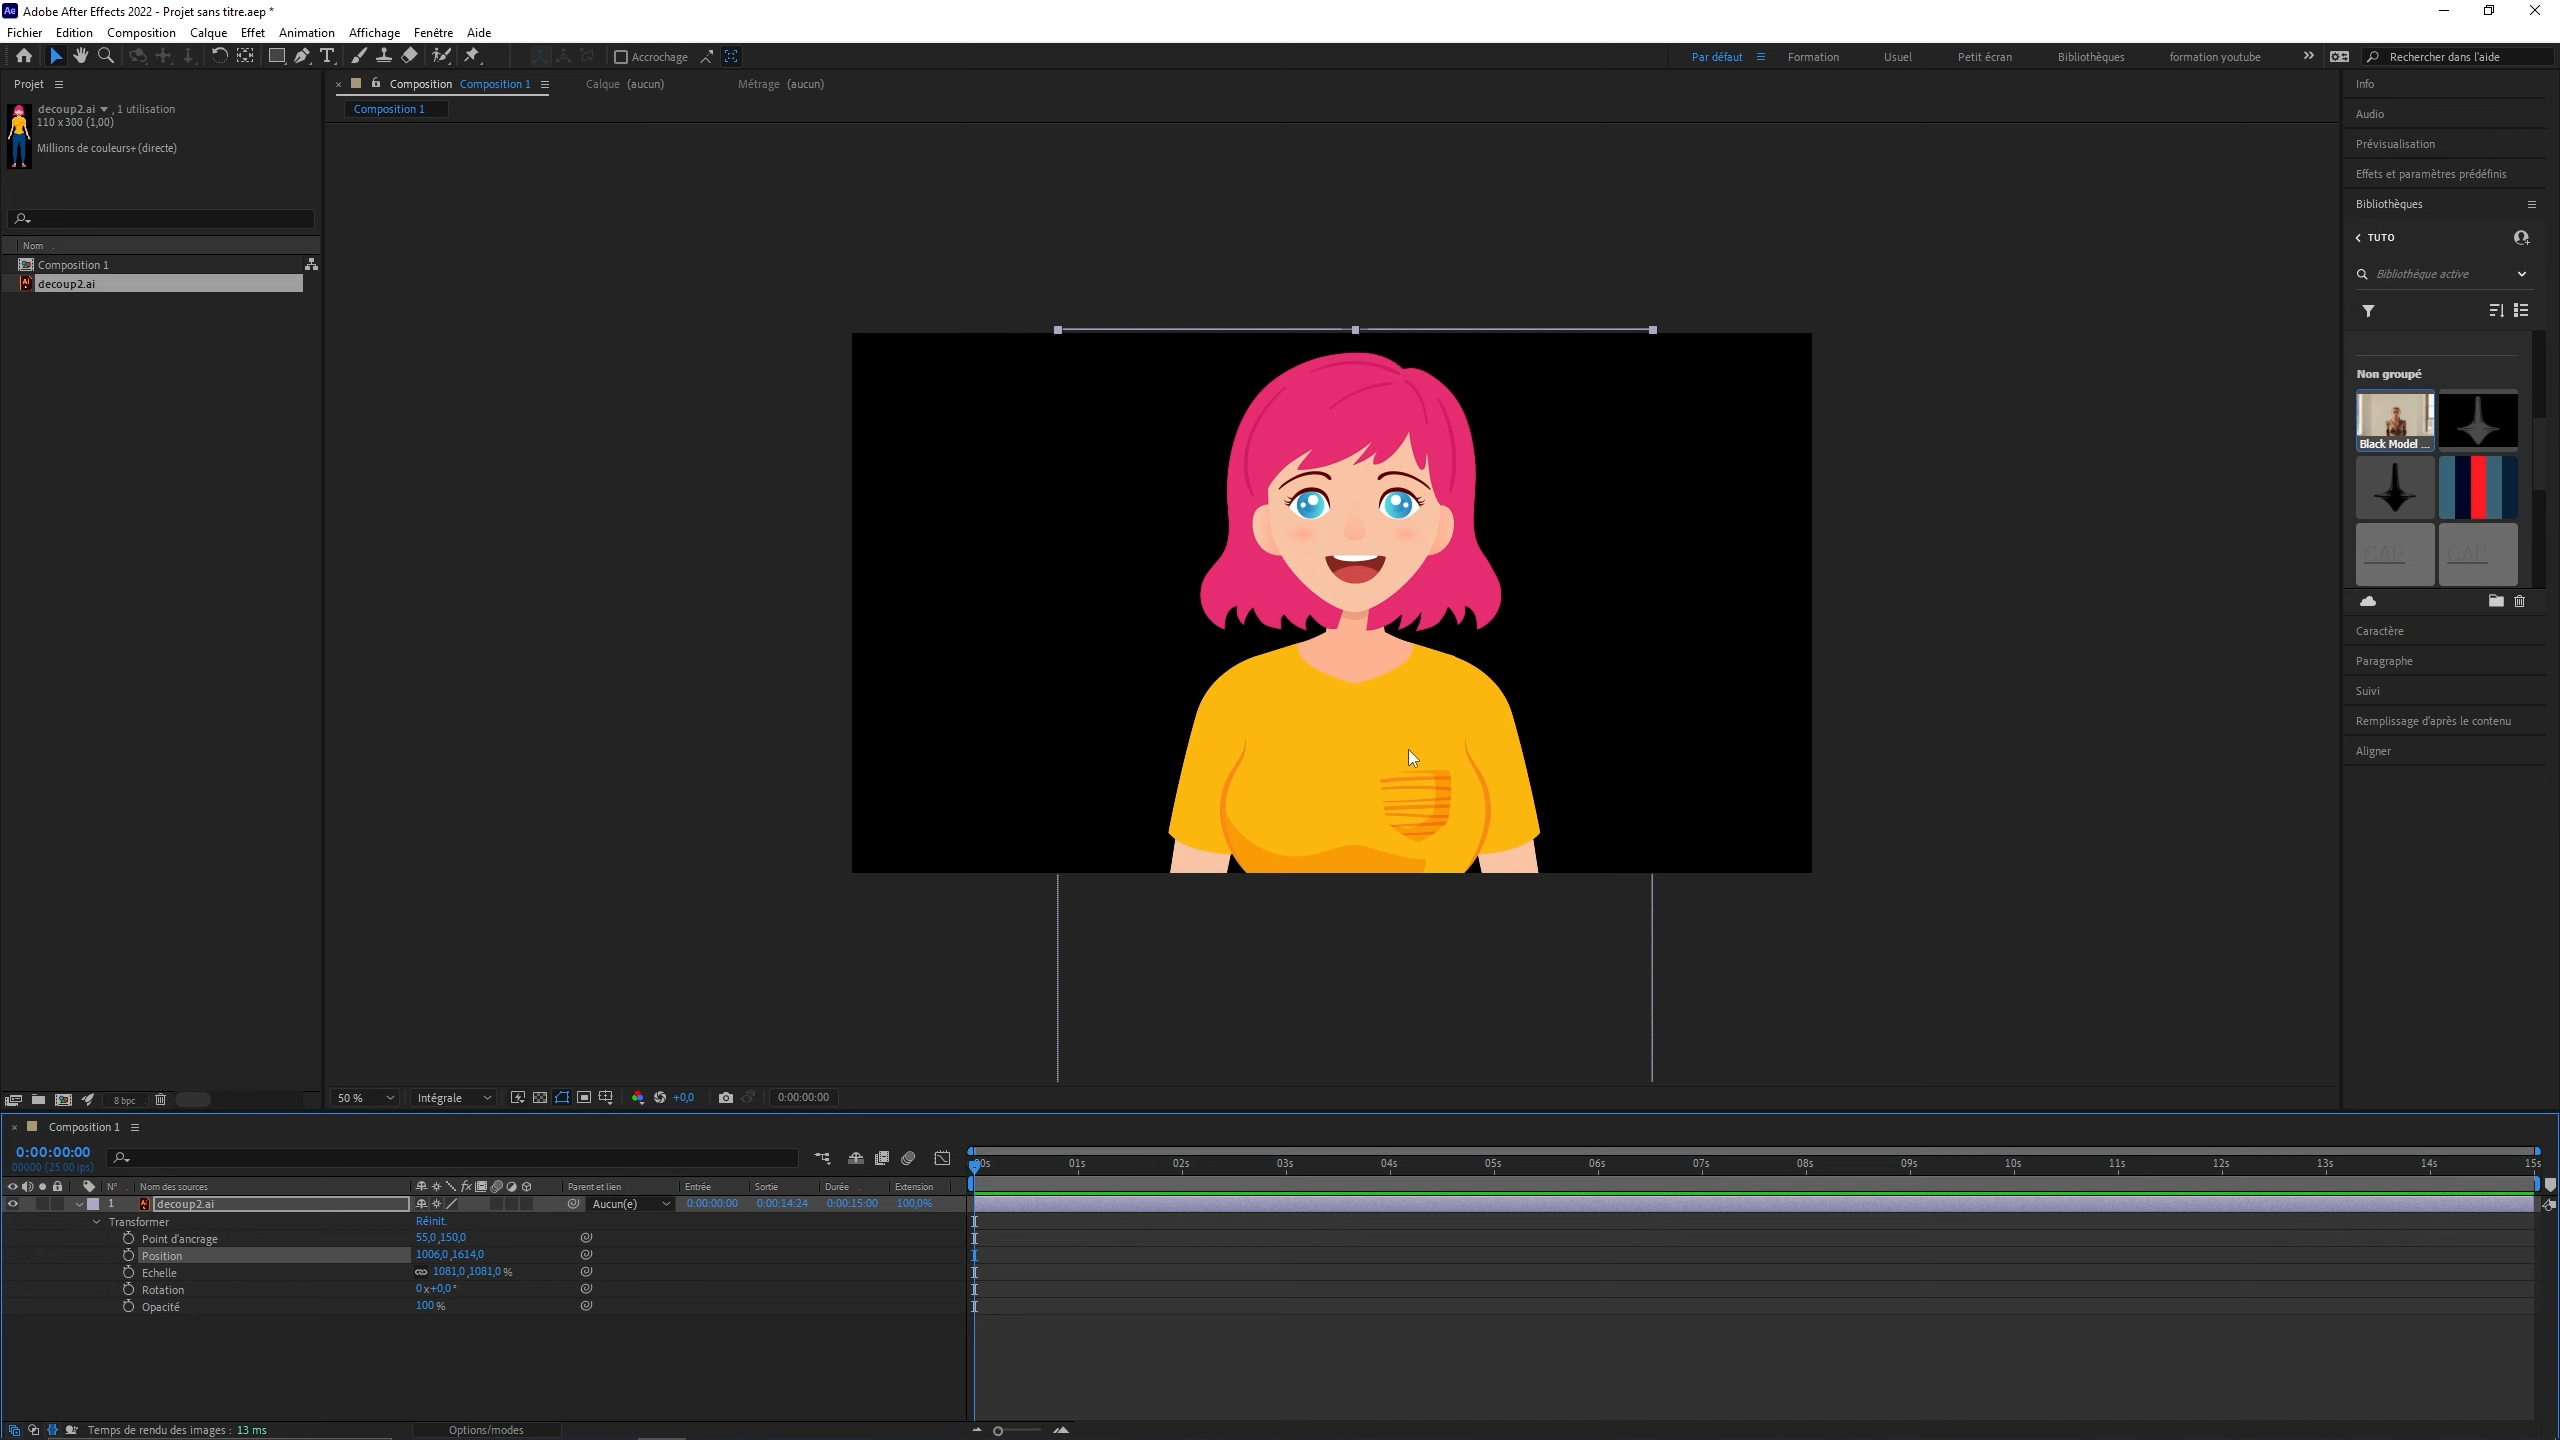 Ae Adobe After Effects 2022 - Projet sans titre.aep *
Fichier Edition Composition Calque Effet Animation Affichage Fenêtre Aide
T Accrochage Par défaut Formation Usuel Petit écran Bibliothèques formation youtube Rechercher dans l'aide
Projet
decoup2.ai , 1 utilisation
110 x 300 (1,00)
Millions de couleurs+ (directe)
Nom
Composition 1
decoup2.ai
Composition Composition 1
Calque (aucun)
Métrage (aucun)
Composition 1
Info
Audio
Prévisualisation
Effets et paramètres prédéfinis
Bibliothèques
TUTO
Bibliothèque active
Non groupé
Black Model ...
CAP
CAP
Caractère
Paragraphe
Suivi
Remplissage d'après le contenu
Aligner
8 bpc
50 % Intégrale +0,0 0:00:00:00
Composition 1
0:00:00:00
00000 (25.00 ips)
N° Nom des sources fx Parent et lien Entrée Sortie Durée Extension
1 decoup2.ai Aucun(e) 0:00:00:00 0:00:14:24 0:00:15:00 100,0%
Transformer Réinit.
Point d'ancrage 55,0,150,0
Position 1006,0,1614,0
Echelle 1081,0,1081,0 %
Rotation 0x+0,0°
Opacité 100 %
00s 01s 02s 03s 04s 05s 06s 07s 08s 09s 10s 11s 12s 13s 14s 15s
Temps de rendu des images : 13 ms
Options/modes